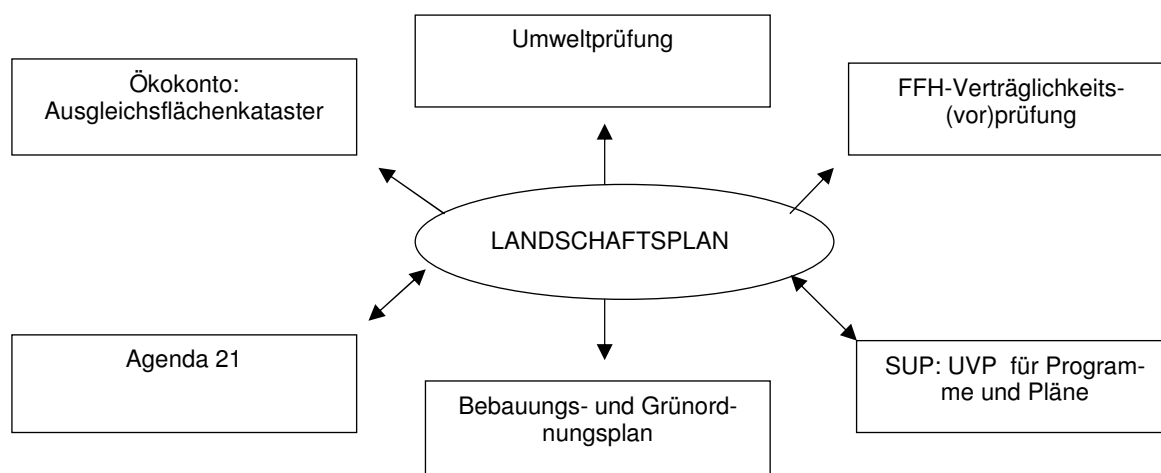 Umweltprüfung
Ökokonto:
Ausgleichsflächenkataster
FFH-Verträglichkeits-
(vor)prüfung
LANDSCHAFTSPLAN
Agenda 21
Bebauungs- und Grünord-
nungsplan
SUP: UVP  für Program-
me und Pläne